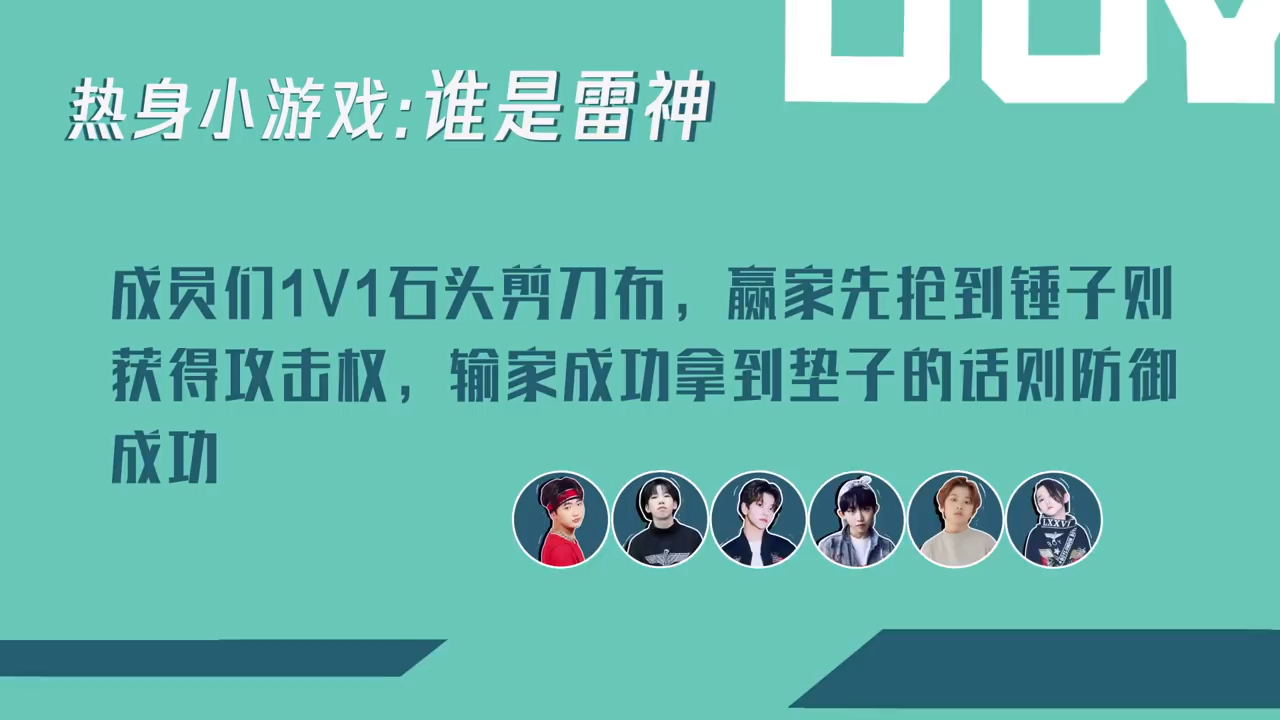 热身小游戏:谁是雷神
成员们1V1石头剪刀布，赢家先抢到锤子则
获得攻击权，输家成功拿到垫子的话则防御
成功
LXXVI